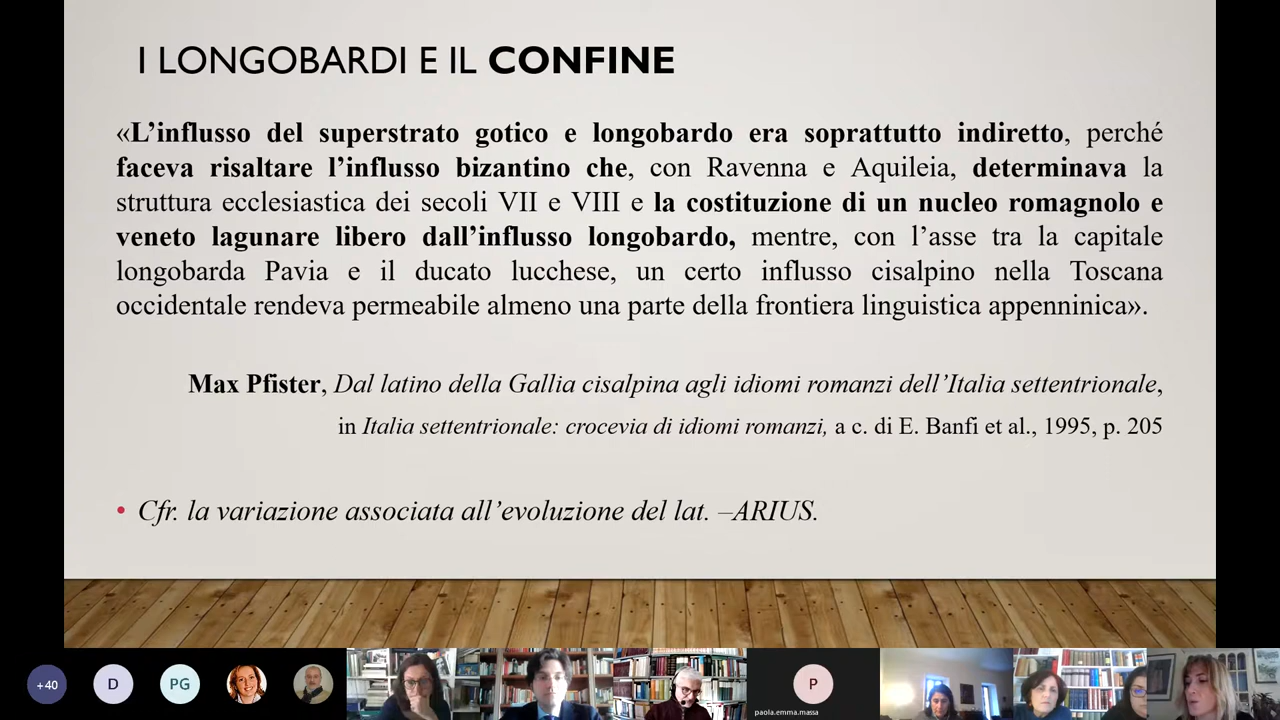 I LONGOBARDI E IL CONFINE
«L’influsso del superstrato gotico e longobardo era soprattutto indiretto, perché
faceva risaltare l’influsso bizantino che, con Ravenna e Aquileia, determinava la
struttura ecclesiastica dei secoli VII e VIII e la costituzione di un nucleo romagnolo e
veneto lagunare libero dall’influsso longobardo, mentre, con l’asse tra la capitale
longobarda Pavia e il ducato lucchese, un certo influsso cisalpino nella Toscana
occidentale rendeva permeabile almeno una parte della frontiera linguistica appenninica».
Max Pfister, Dal latino della Gallia cisalpina agli idiomi romanzi dell’Italia settentrionale,
in Italia settentrionale: crocevia di idiomi romanzi, a c. di E. Banfi et al., 1995, p. 205
• Cfr. la variazione associata all’evoluzione del lat. –ARIUS.
+40
D
PG
P
paola.emma.massa